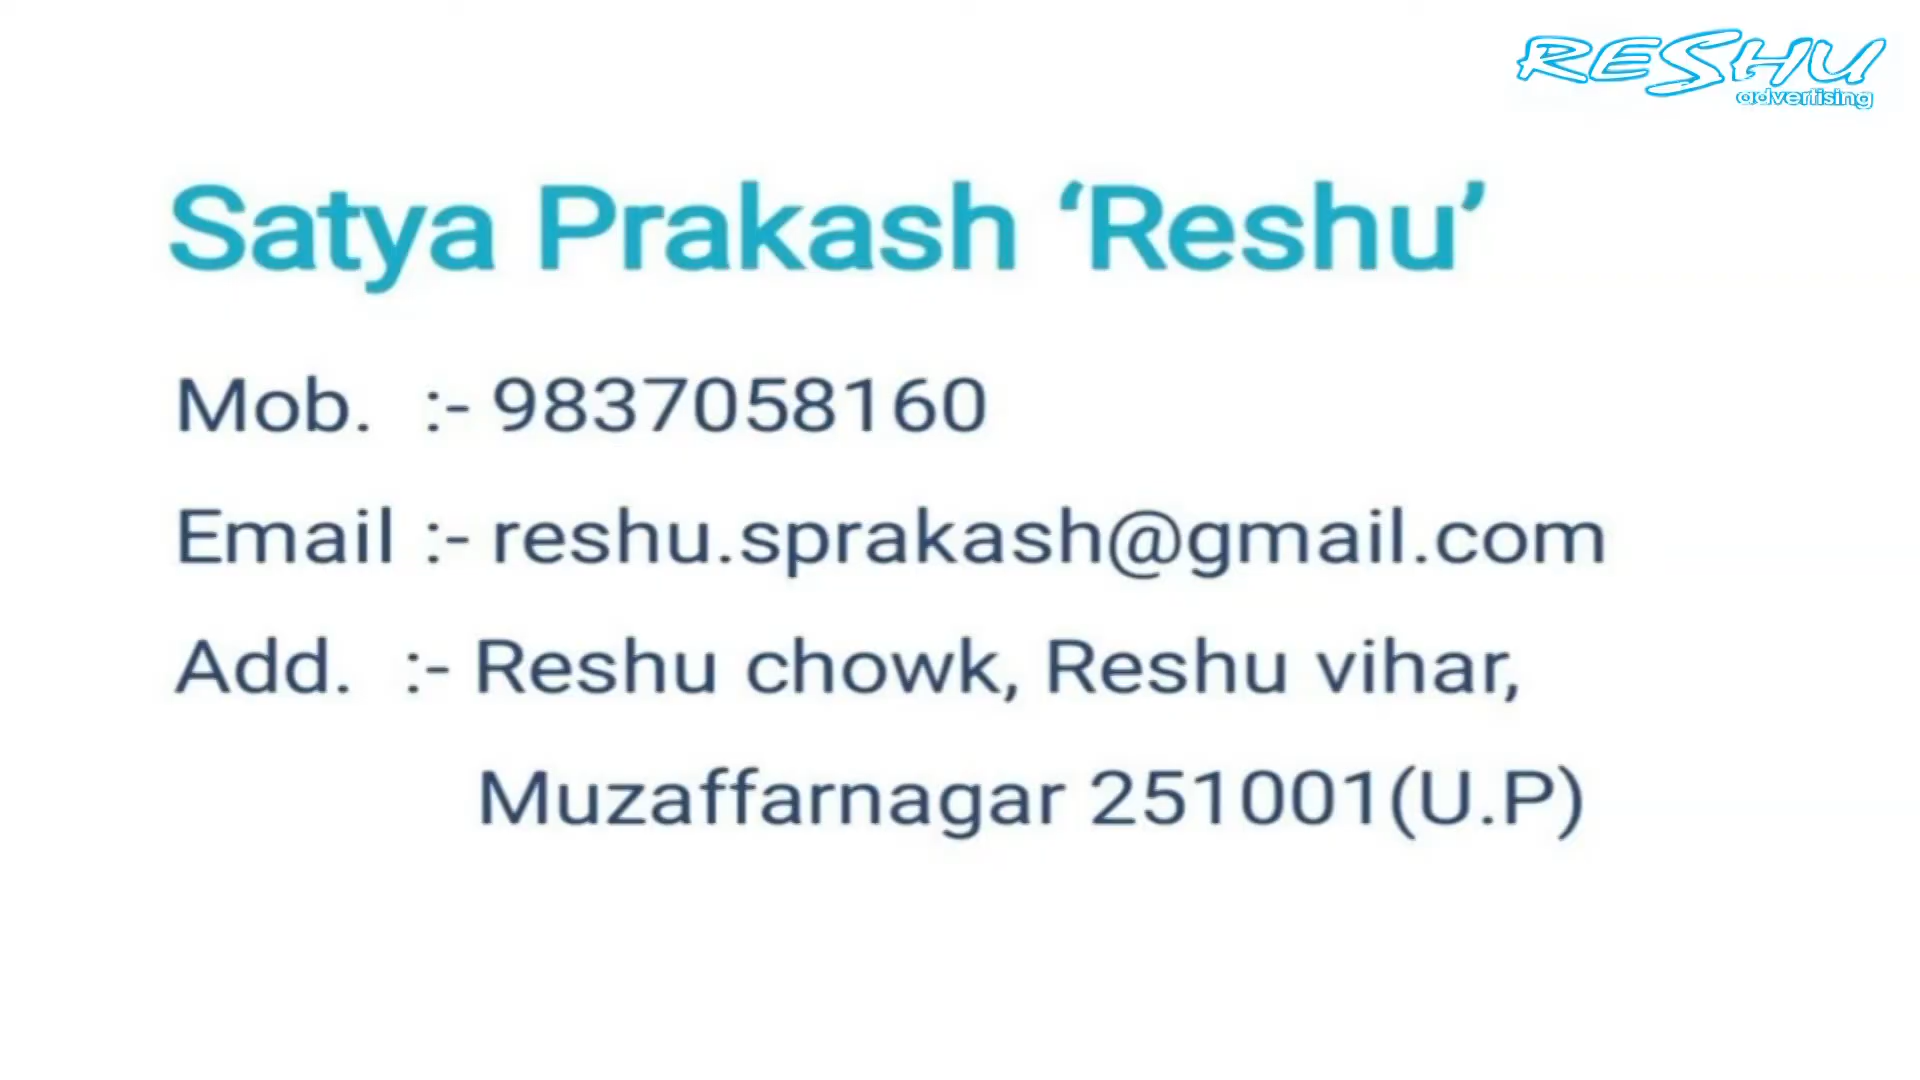 RESHU
advertising
Satya Prakash ‘Reshu’
Mob. :- 9837058160
Email :- reshu.sprakash@gmail.com
Add. :- Reshu chowk, Reshu vihar,
Muzaffarnagar 251001(U.P)